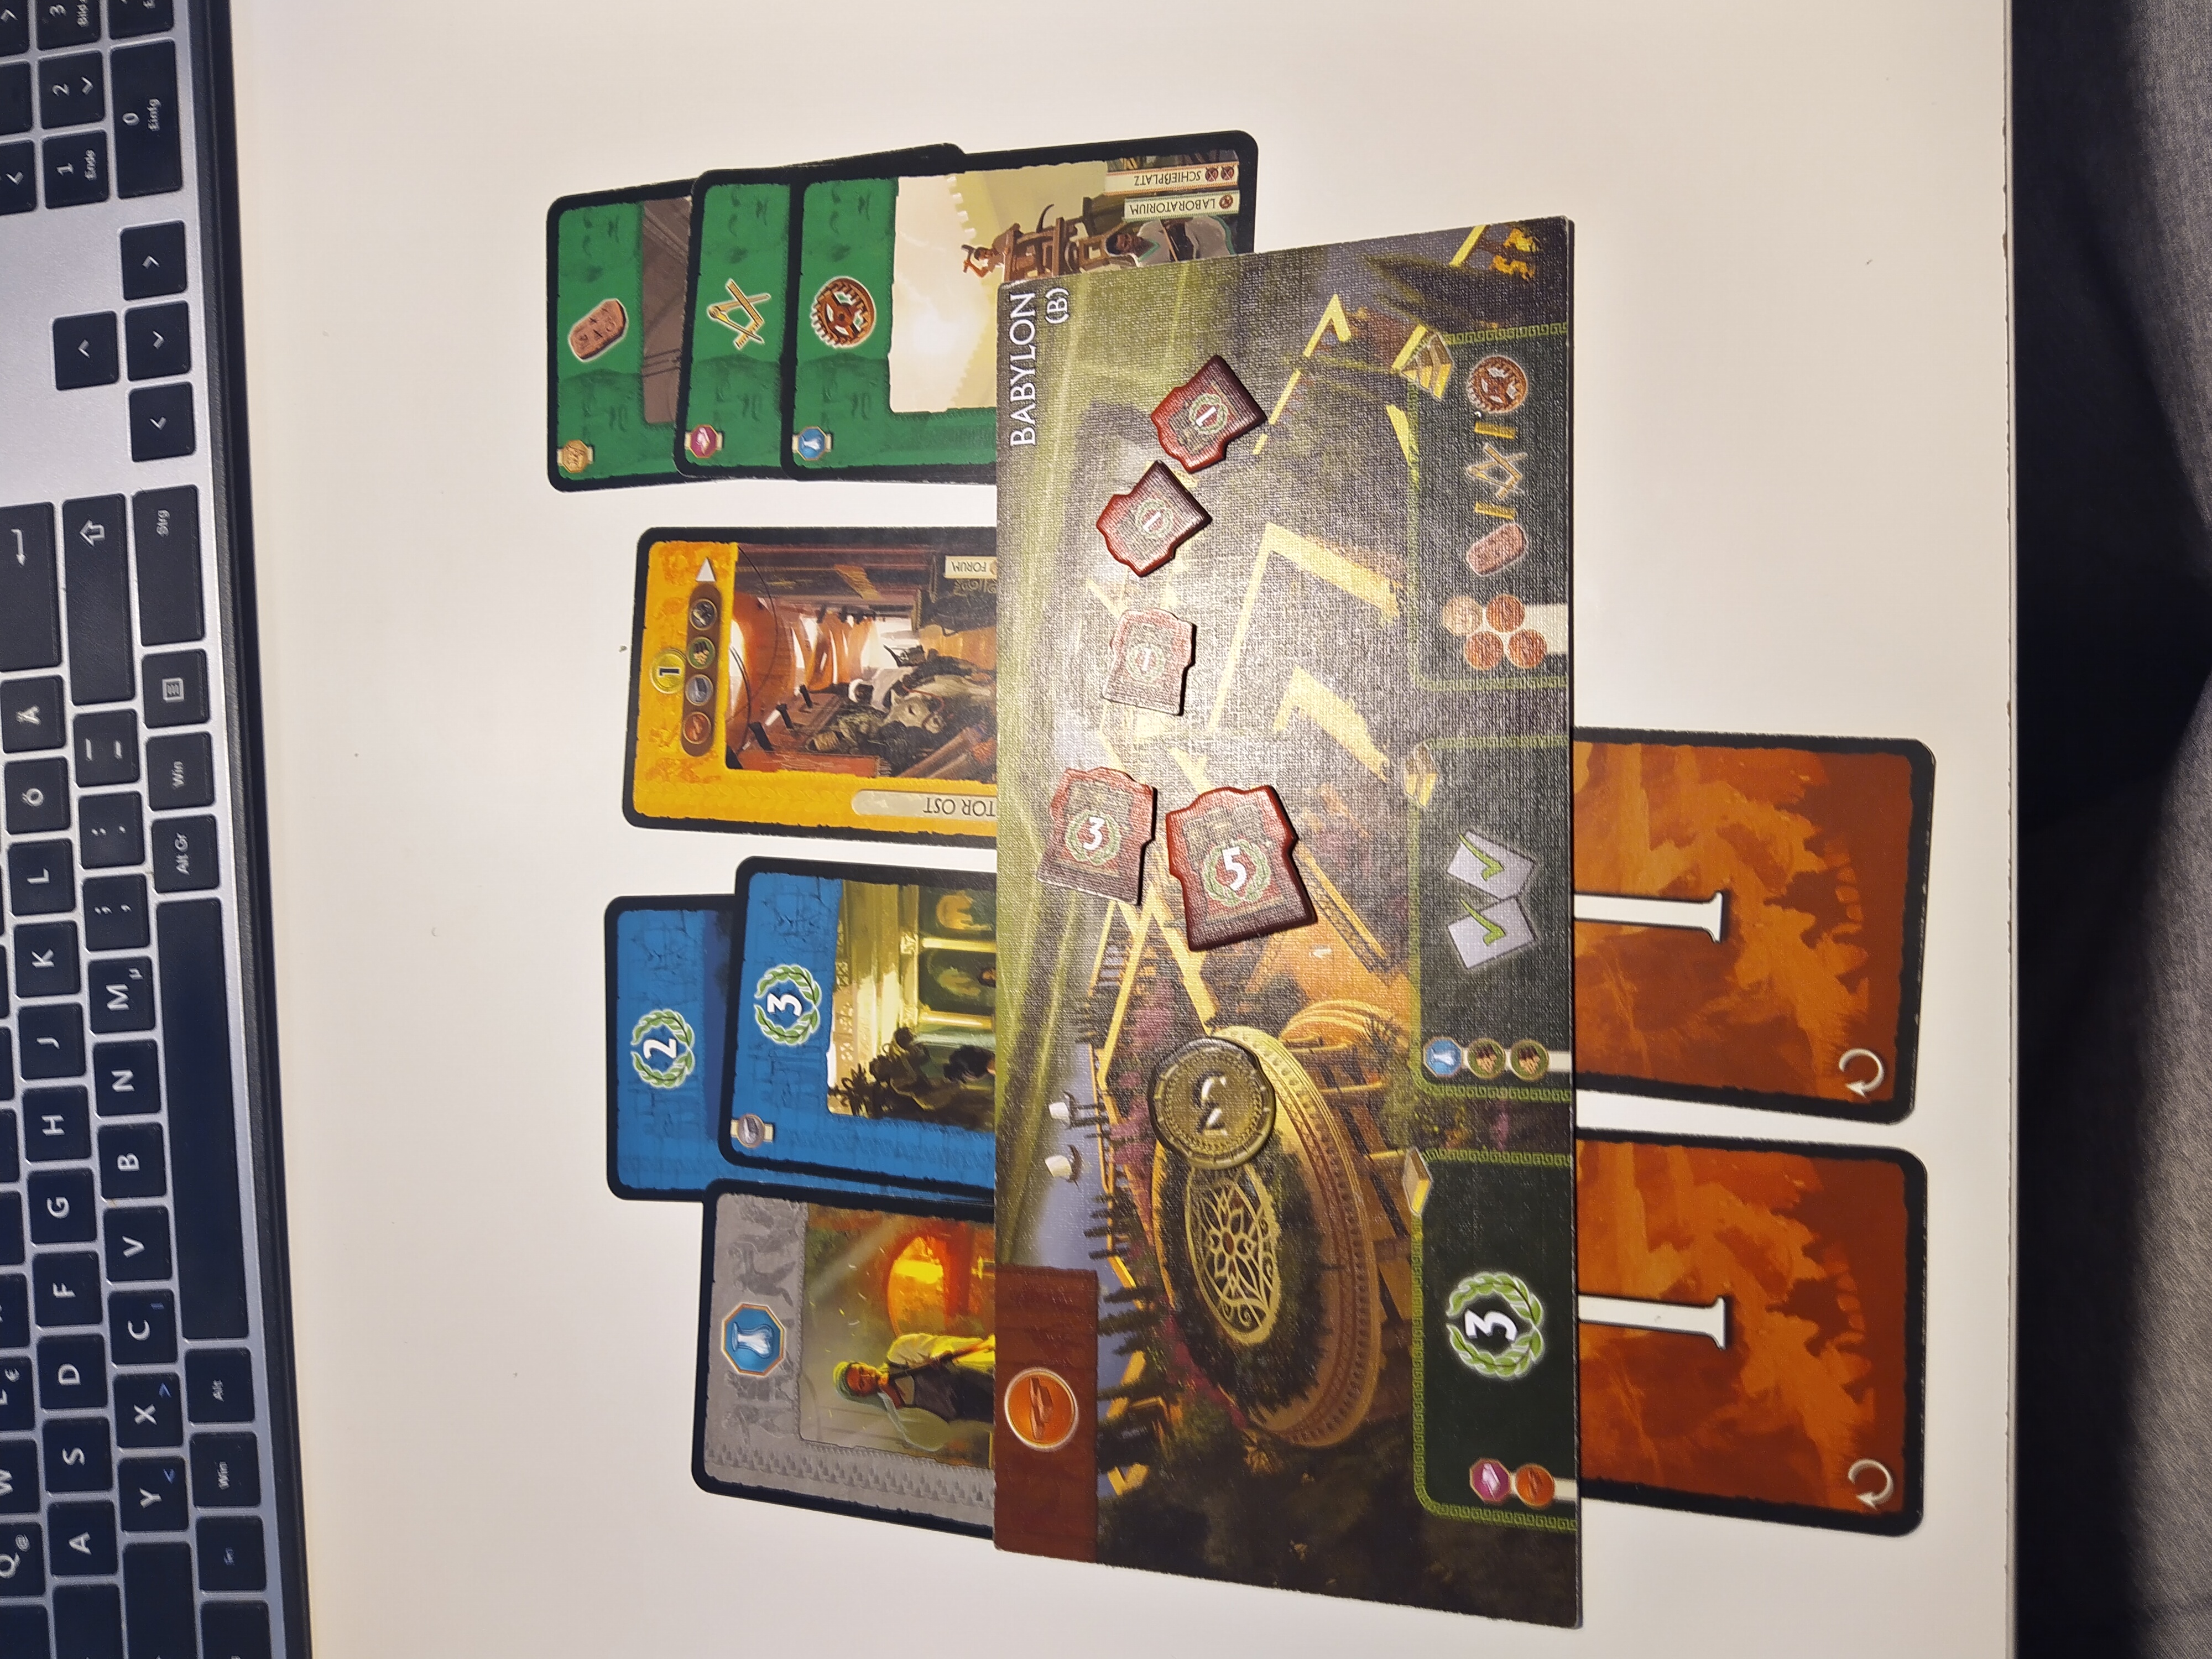 Q @ W €
A S D F G H J K L Ö Ä
1 Ende 2 3 Bild
Y < X > C V B N M µ ; , : . _ -
0 Einfg
Win Alt Alt Gr Win Strg
2
3
1
TOR OST
FORUM
LABORATORIUM
SCHIEßPLATZ
BABYLON
(B)
3
1
1
1
3
5
3
I I